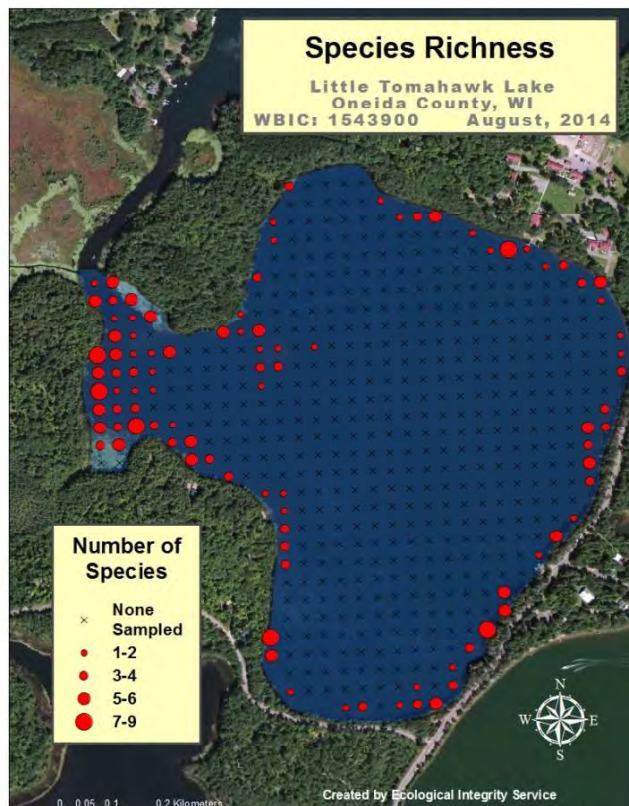 Species Richness
Little Tomahawk Lake
Oneida County, WI
WBIC: 1543900 August, 2014
Number of
Species
None
Sampled
1-2
3-4
5-6
7-9
N
W E
S
0 0.05 0.1 0.2 Kilometers
Created by Ecological Integrity Service